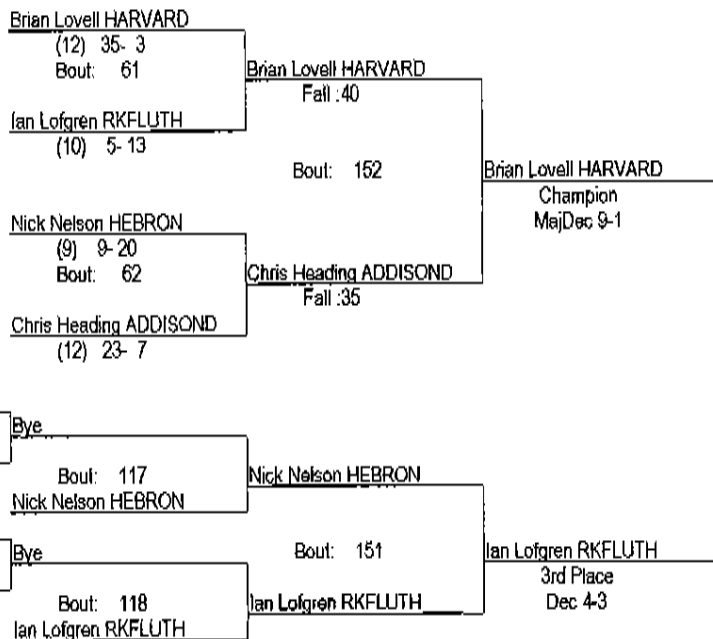 Brian Lovell HARVARD
(12) 35- 3
Bout: 61
Ian Lofgren RKFLUTH
(10) 5- 13
Brian Lovell HARVARD
Fall :40
Bout: 152
Nick Nelson HEBRON
(9) 9- 20
Bout: 62
Chris Heading ADDISOND
(12) 23- 7
Chris Heading ADDISOND
Fall :35
Brian Lovell HARVARD
Champion
MajDec 9-1
Bye
Bout: 117
Nick Nelson HEBRON
Nick Nelson HEBRON
Bout: 151
Bye
Bout: 118
Ian Lofgren RKFLUTH
Ian Lofgren RKFLUTH
Ian Lofgren RKFLUTH
3rd Place
Dec 4-3